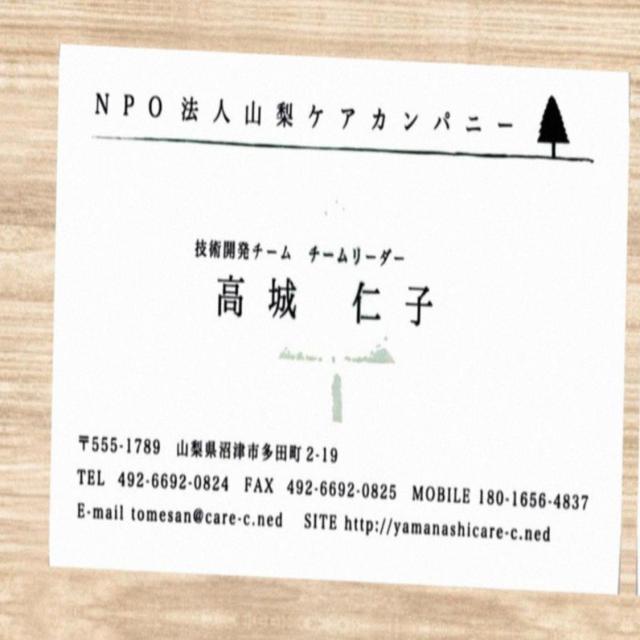 NPO法人山梨ケアカンパニー
技術開発チーム　チームリーダー
高城　仁子
〒555-1789　山梨県沼津市多田町2-19
TEL 492-6692-0824 FAX 492-6692-0825 MOBILE 180-1656-4837
E-mail tomesan@care-c.ned SITE http://yamanashicare-c.ned